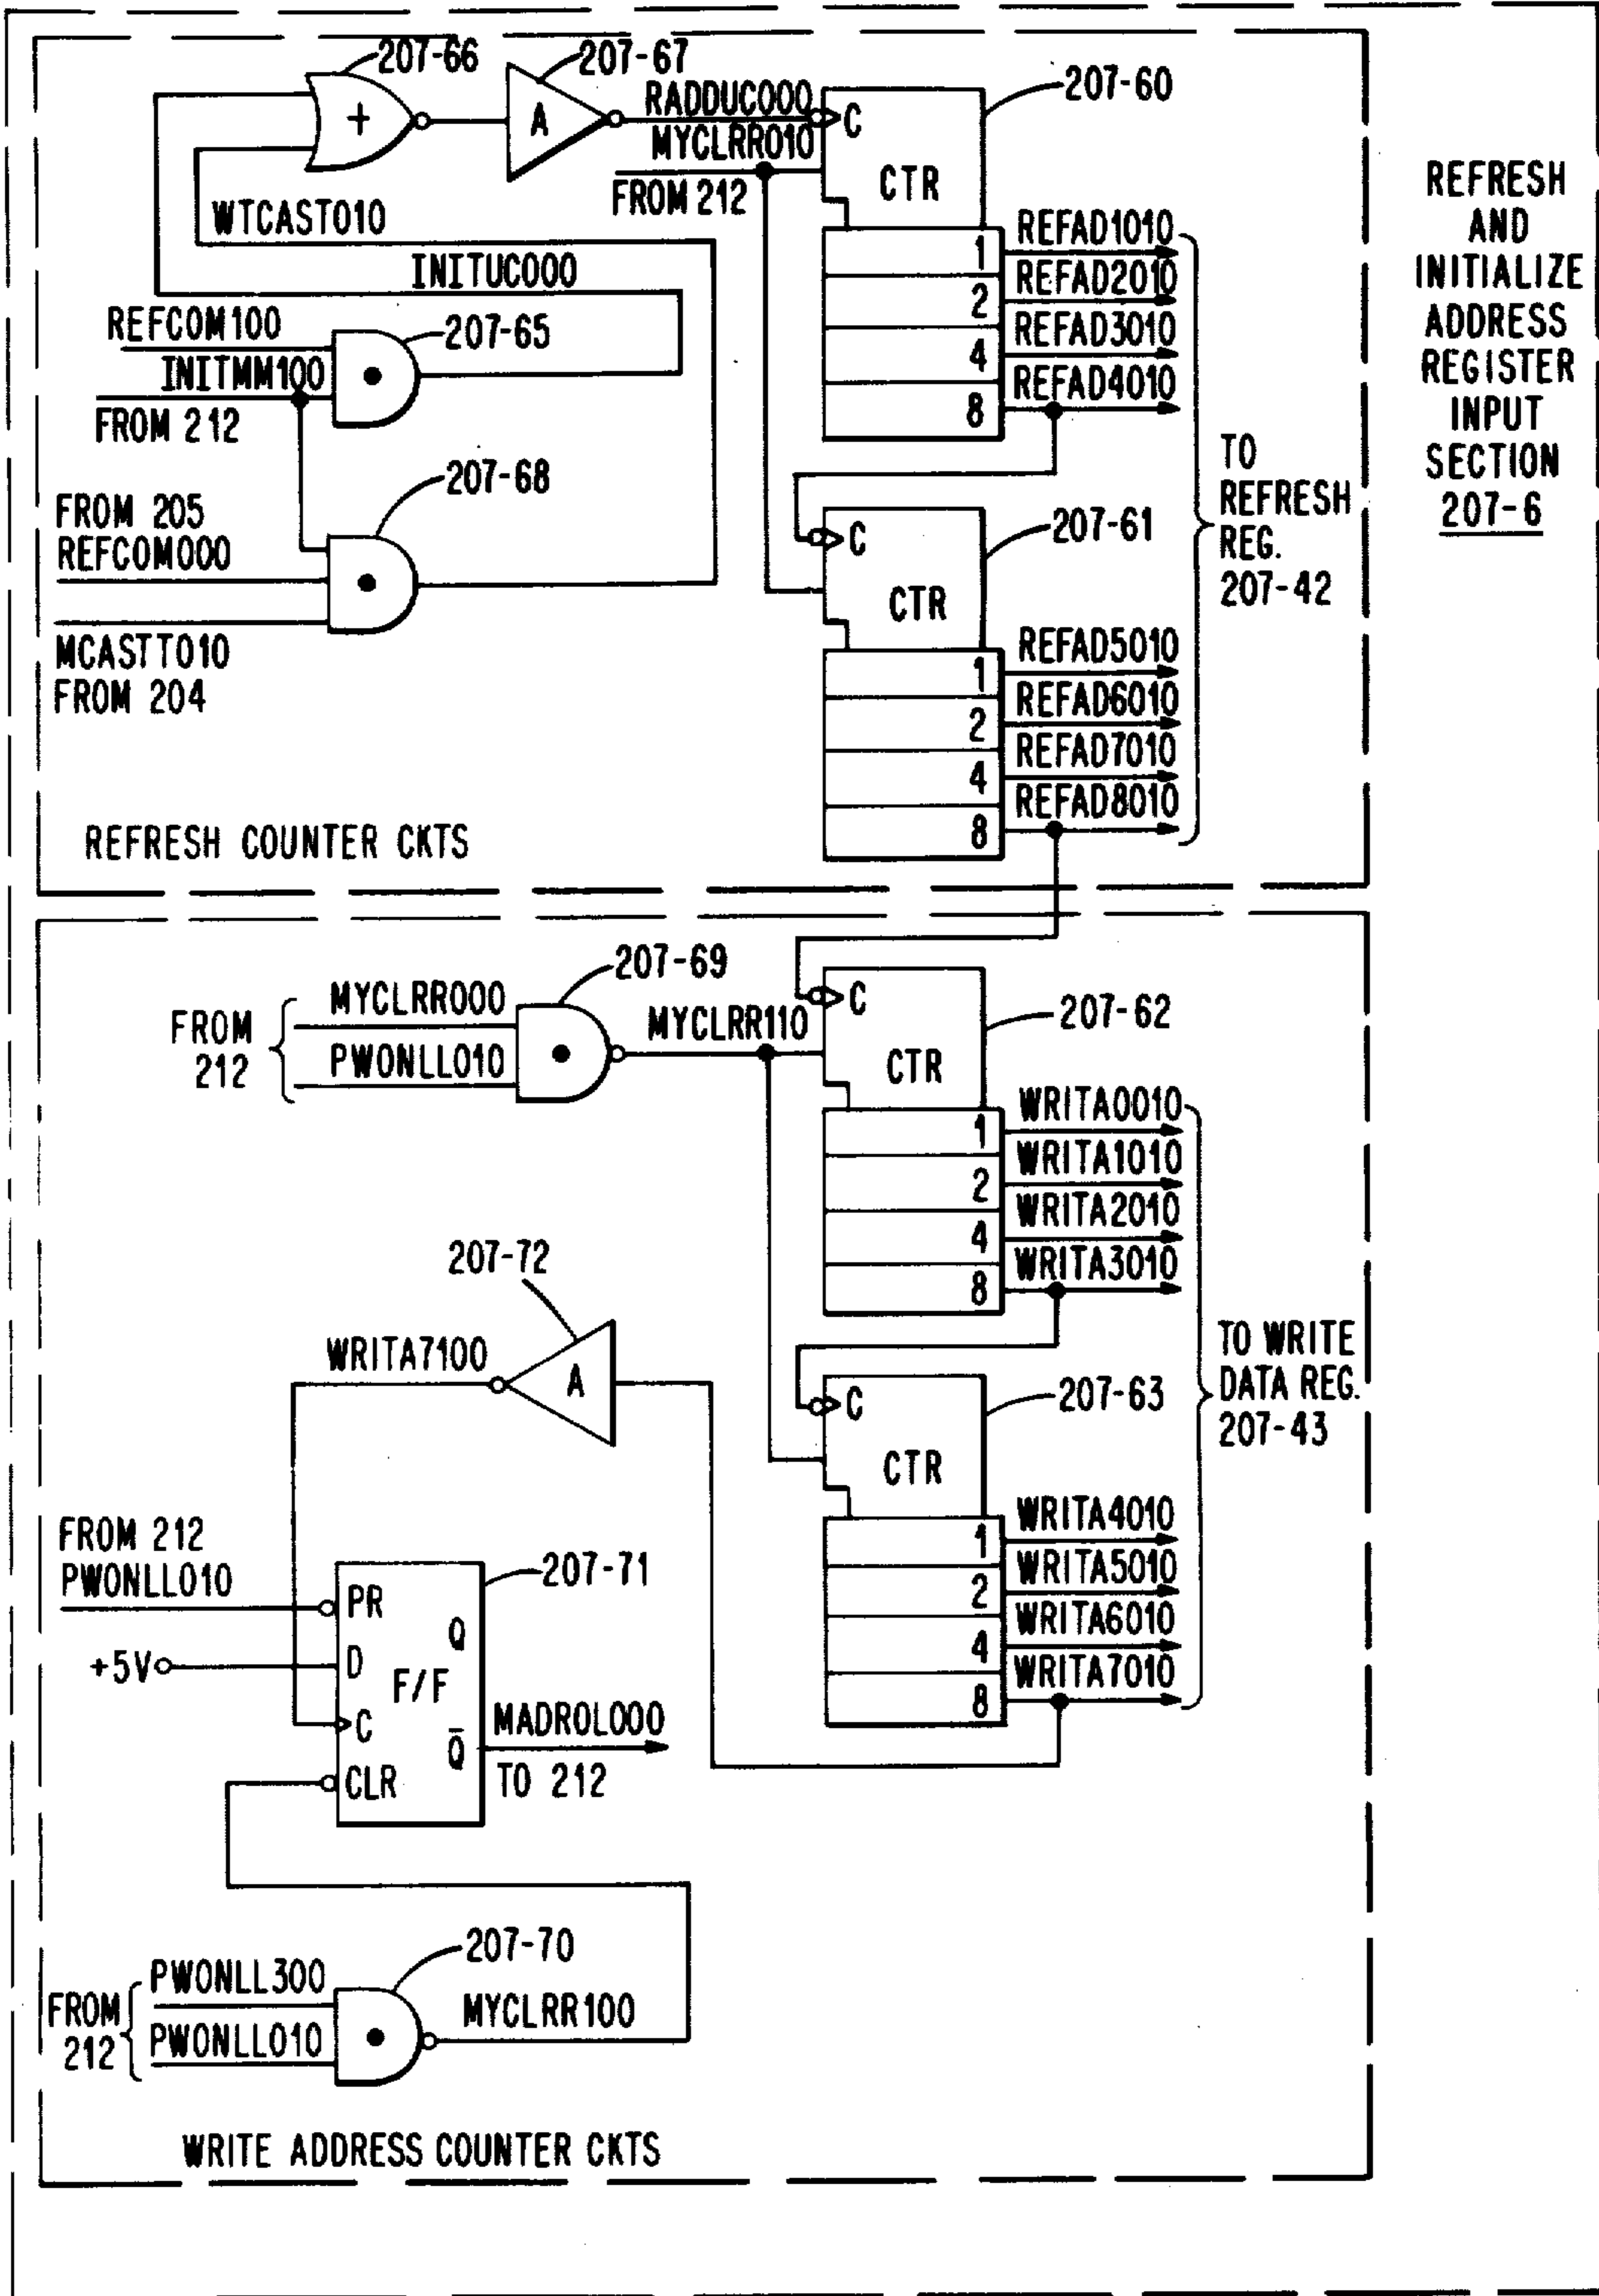 207-66
207-67
207-60
+
A
RADDUC000
C
MYCLRR010
FROM 212
CTR
WTCAST010
INITUC000
REFCOM100
207-65
INITMM100
FROM 212
1
REFAD1010
2
REFAD2010
4
REFAD3010
8
REFAD4010
207-68
FROM 205
REFCOM000
MCASTT010
FROM 204
207-61
C
CTR
1
REFAD5010
2
REFAD6010
4
REFAD7010
8
REFAD8010
TO
REFRESH
REG.
207-42
REFRESH
AND
INITIALIZE
ADDRESS
REGISTER
INPUT
SECTION
207-6
REFRESH COUNTER CKTS
207-69
FROM
212
MYCLRR000
PWONLL010
MYCLRR110
207-62
C
CTR
1
WRITA0010
2
WRITA1010
4
WRITA2010
8
WRITA3010
207-72
WRITA7100
A
207-63
C
CTR
1
WRITA4010
2
WRITA5010
4
WRITA6010
8
WRITA7010
TO WRITE
DATA REG.
207-43
FROM 212
PWONLL010
207-71
PR
Q
+5V
D
F/F
C
Q̄
MADROL000
TO 212
CLR
207-70
FROM
212
PWONLL300
PWONLL010
MYCLRR100
WRITE ADDRESS COUNTER CKTS